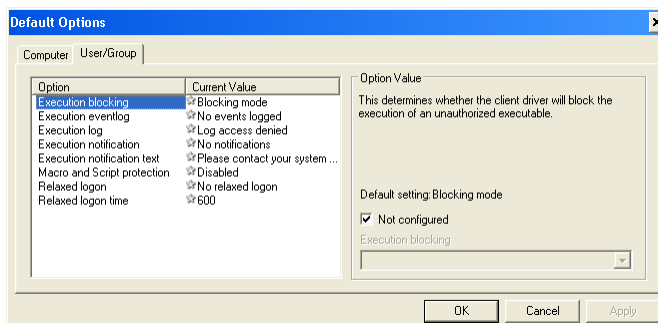 Default Options
Computer User/Group
Option Current Value
Execution blocking Blocking mode
Execution eventlog No events logged
Execution log Log access denied
Execution notification No notifications
Execution notification text Please contact your system ...
Macro and Script protection Disabled
Relaxed logon No relaxed logon
Relaxed logon time 600
Option Value
This determines whether the client driver will block the
execution of an unauthorized executable.
Default setting:Blocking mode
Not configured
Execution blocking
OK Cancel Apply